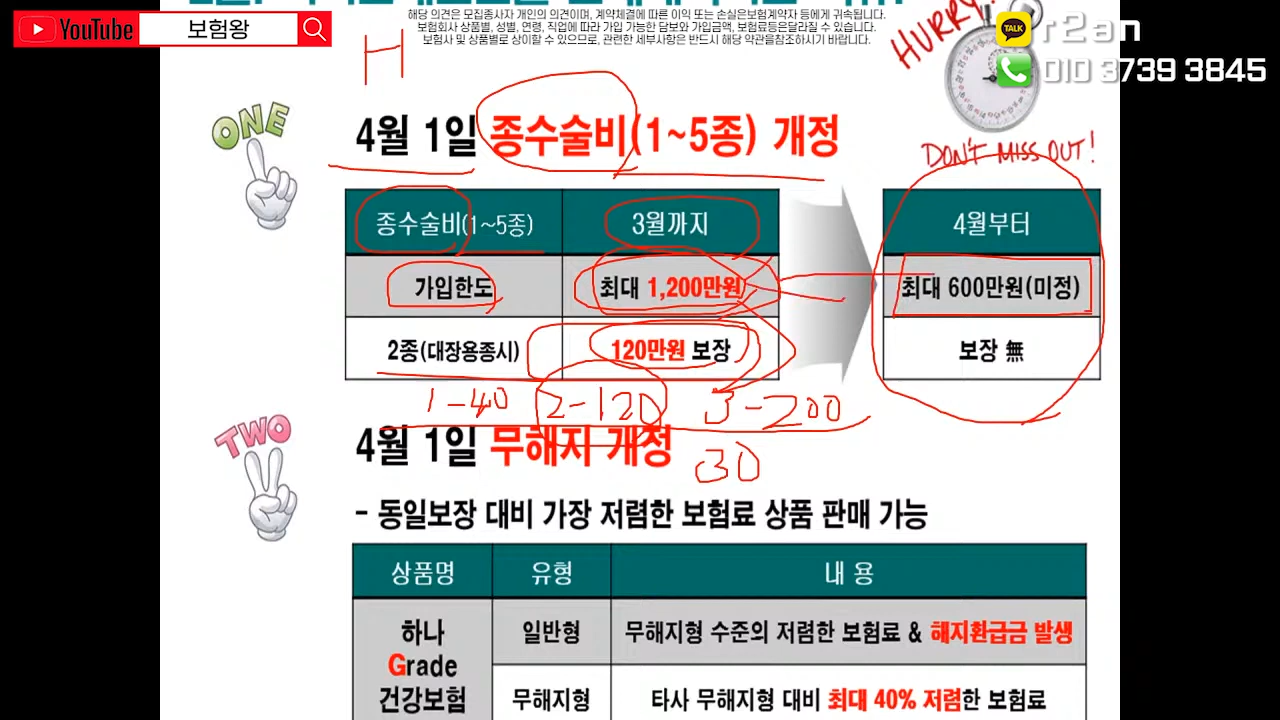 해당 의견은 모집종사자 개인의 의견이며, 계약체결에 따른 이익 또는 손실은보험계약자 등에게 귀속됩니다.
보험회사 상품별, 성별, 연령, 직업에 따라 가입 가능한 담보와 가입금액, 보험료등은달라질 수 있습니다.
보험사 및 상품별로 상이할 수 있으므로, 관련한 세부사항은 반드시 해당 약관을참조하시기 바랍니다.
YouTube 보험왕
HURRY!
TALK r2an
010 3739 3845
H
ONE
4월 1일 종수술비(1~5종) 개정
DON'T MISS OUT!
종수술비(1~5종) 3월까지 4월부터
가입한도 최대 1,200만원 최대 600만원(미정)
2종(대장용종시) 120만원 보장 보장 無
1-40 2-120 3-200
TWO
4월 1일 무해지 개정
30
- 동일보장 대비 가장 저렴한 보험료 상품 판매 가능
상품명 유형 내 용
하나
Grade
건강보험
일반형 무해지형 수준의 저렴한 보험료 & 해지환급금 발생
무해지형 타사 무해지형 대비 최대 40% 저렴한 보험료